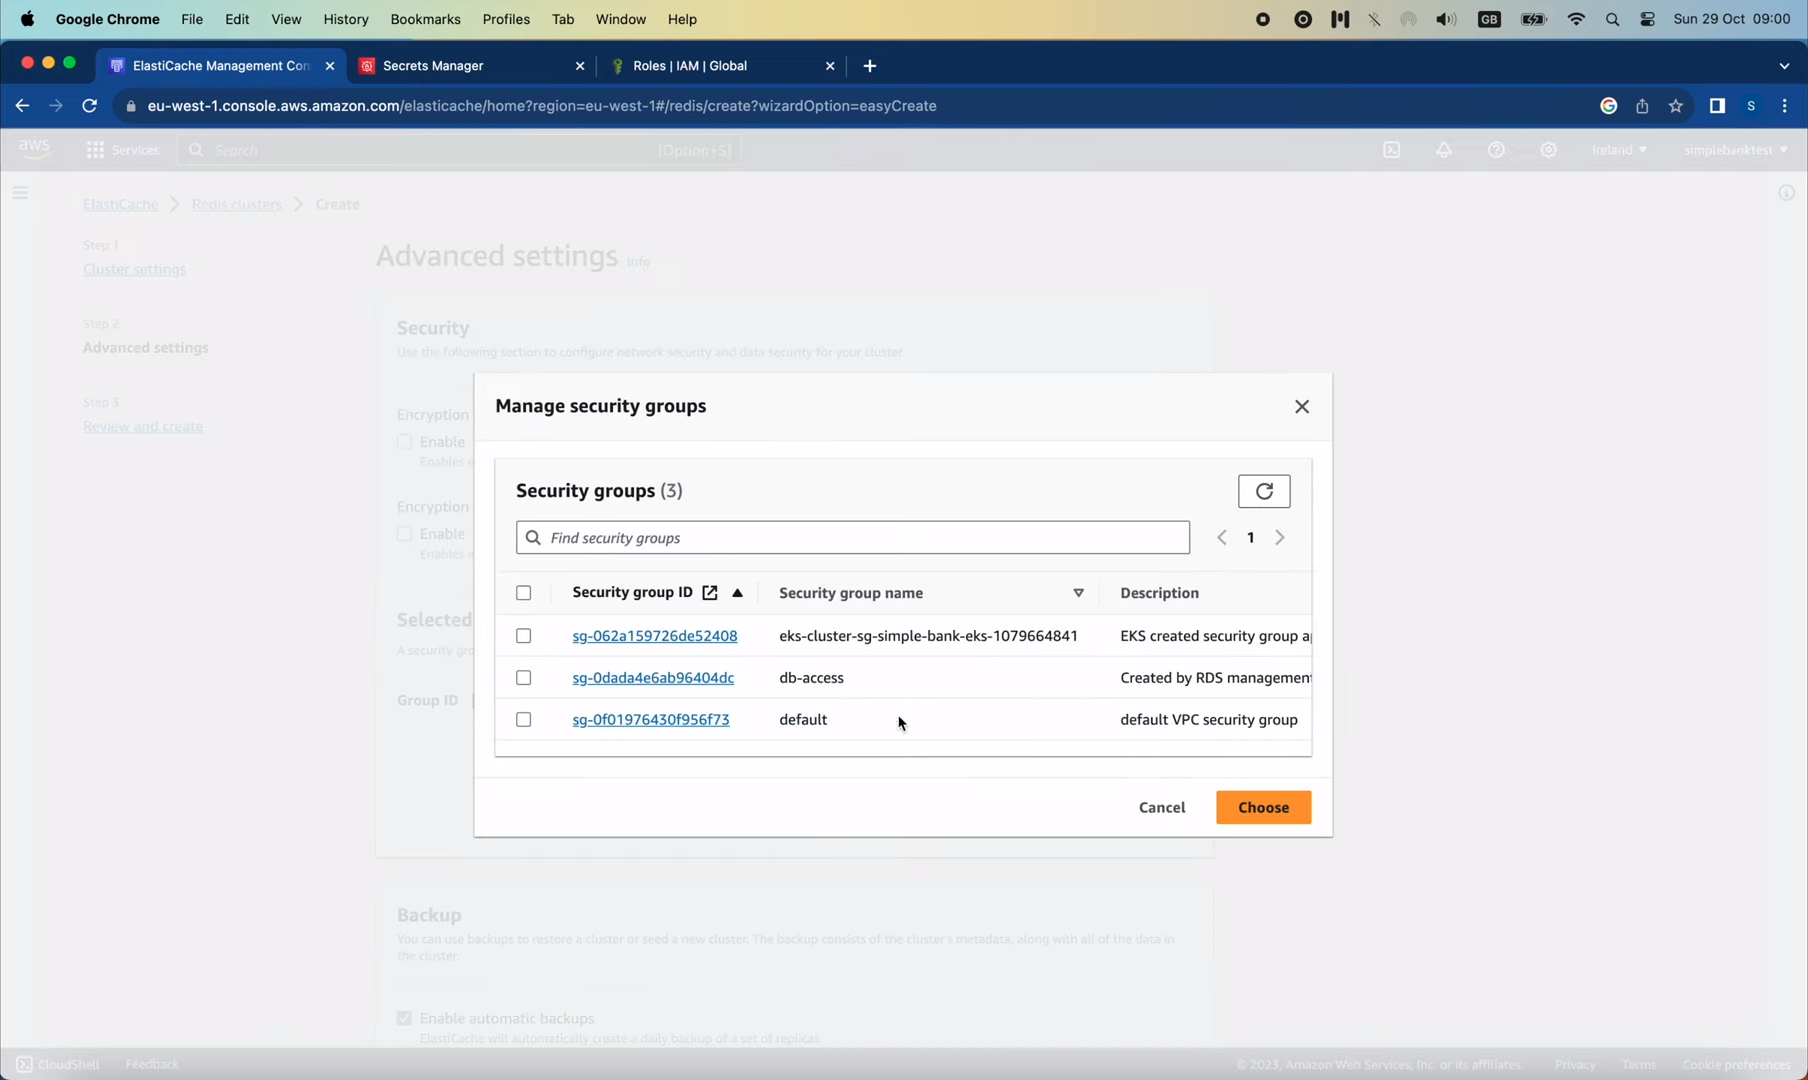 Google Chrome File Edit View History Bookmarks Profiles Tab Window Help GB Sun 29 Oct 09:00
ElastiCache Management Con Secrets Manager Roles | IAM | Global
eu-west-1.console.aws.amazon.com/elasticache/home?region=eu-west-1#/redis/create?wizardOption=easyCreate S
aws Services Search [Option+S] Ireland simplebanktest
ElastiCache Redis clusters Create
Step 1
Cluster settings
Step 2
Advanced settings
Step 3
Review and create
Advanced settings Info
Security
Use the following section to configure network security and data security for your cluster.
Encryption
Enable
Enables e
Encryption
Enable
Enables e
Selected
A security gro
Group ID
Manage security groups
Security groups (3)
Find security groups
1
Security group ID Security group name Description
sg-062a159726de52408 eks-cluster-sg-simple-bank-eks-1079664841 EKS created security group a
sg-0dada4e6ab96404dc db-access Created by RDS management
sg-0f01976430f956f73 default default VPC security group
Cancel Choose
Backup
You can use backups to restore a cluster or seed a new cluster. The backup consists of the cluster's metadata, along with all of the data in
the cluster.
Enable automatic backups
ElastiCache will automatically create a daily backup of a set of replicas.
CloudShell Feedback © 2023, Amazon Web Services, Inc. or its affiliates. Privacy Terms Cookie preferences